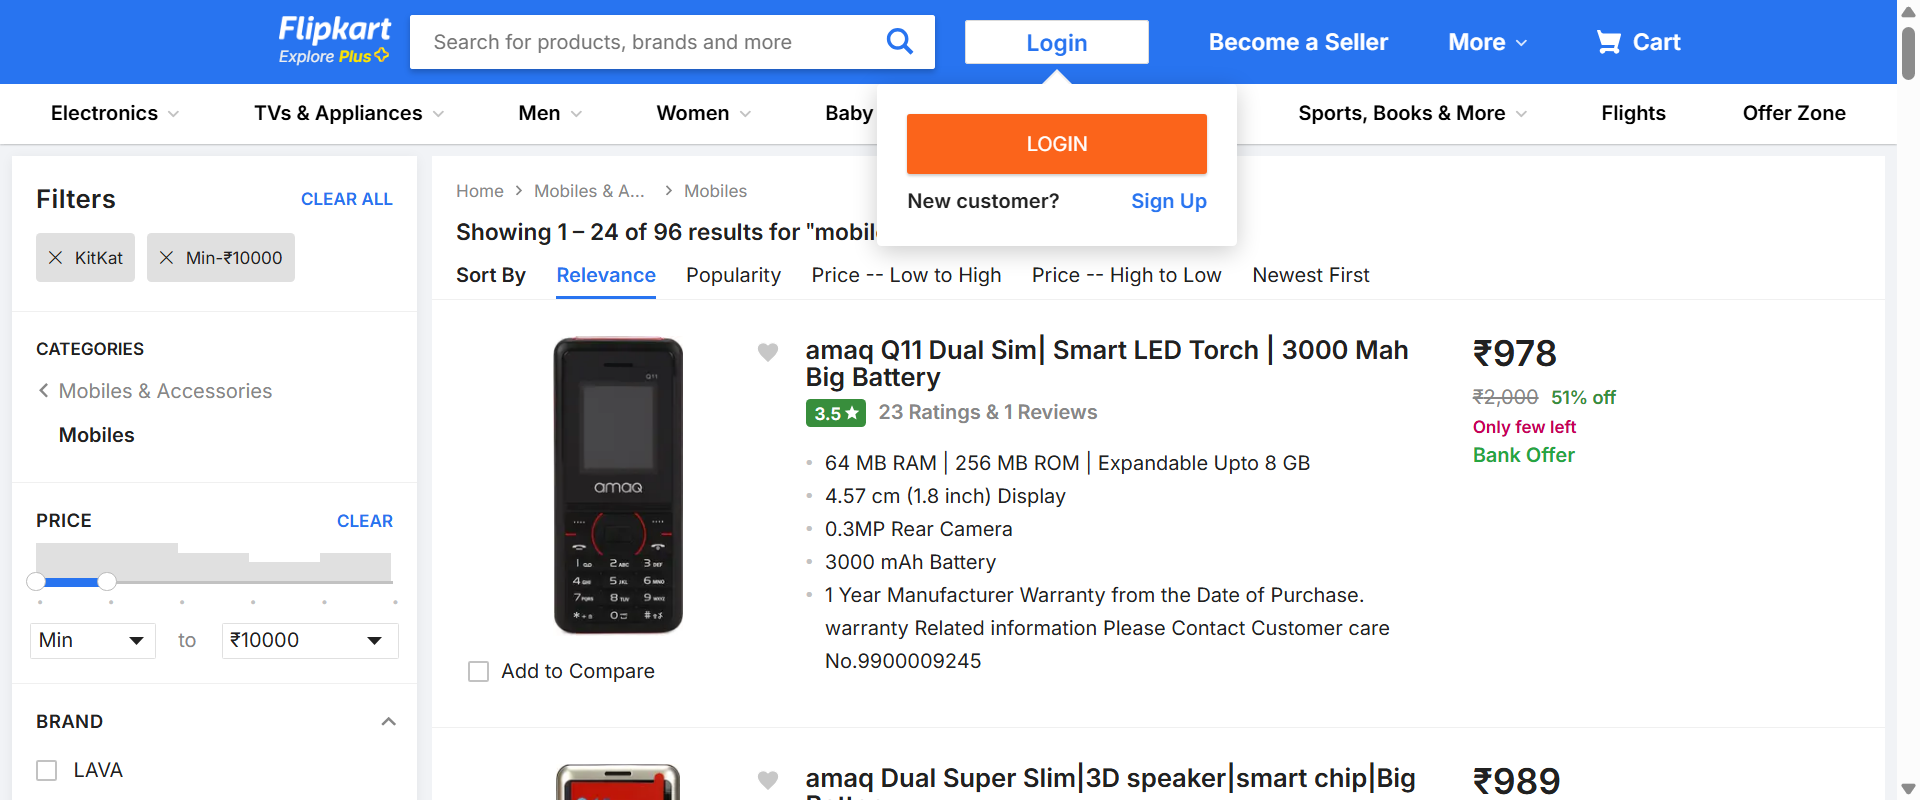 Flipkart
Explore Plus
Search for products, brands and more
Login
Become a Seller
More
Cart
Electronics
TVs & Appliances
Men
Women
Baby
Sports, Books & More
Flights
Offer Zone
LOGIN
New customer?
Sign Up
Filters
CLEAR ALL
KitKat
Min-₹10000
CATEGORIES
Mobiles & Accessories
Mobiles
PRICE
CLEAR
Min
to
₹10000
BRAND
LAVA
Home
Mobiles & A...
Mobiles
Showing 1 – 24 of 96 results for "mobil
Sort By
Relevance
Popularity
Price -- Low to High
Price -- High to Low
Newest First
Q11
amaq
Add to Compare
amaq Q11 Dual Sim| Smart LED Torch | 3000 Mah
Big Battery
3.5
23 Ratings & 1 Reviews
64 MB RAM | 256 MB ROM | Expandable Upto 8 GB
4.57 cm (1.8 inch) Display
0.3MP Rear Camera
3000 mAh Battery
1 Year Manufacturer Warranty from the Date of Purchase.
warranty Related information Please Contact Customer care
No.9900009245
₹978
₹2,000 51% off
Only few left
Bank Offer
amaq Dual Super Slim|3D speaker|smart chip|Big
₹989